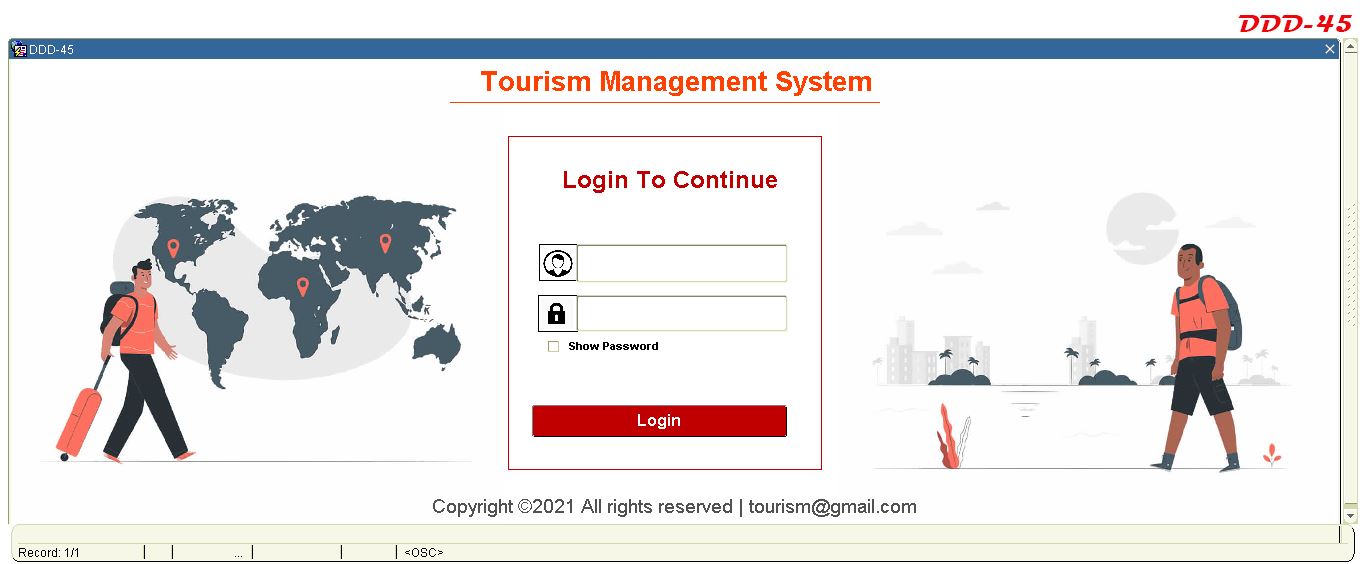 DDD-45
DDD-45
Tourism Management System
Login To Continue
Show Password
Login
Copyright ©2021 All rights reserved | tourism@gmail.com
Record: 1/1 ... <OSC>